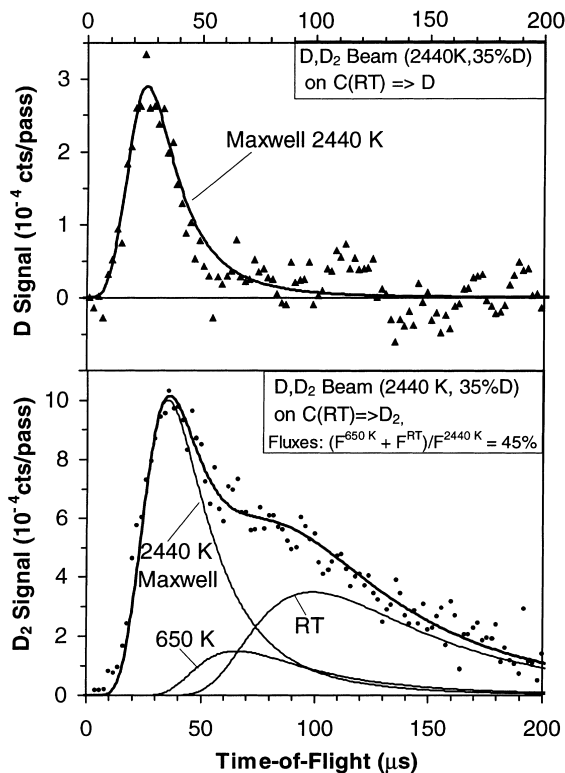 0 50 100 150 200
D,D₂ Beam (2440K,35%D)
on C(RT) => D
Maxwell 2440 K
D Signal (10⁻⁴ cts/pass)
3
2
1
0
D,D₂ Beam (2440 K, 35%D)
on C(RT)=>D₂,
Fluxes: (F⁶⁵⁰ ᴷ + Fᴿᵀ)/F²⁴⁴⁰ ᴷ = 45%
D₂ Signal (10⁻⁴cts/pass)
10
8
6
4
2
0
2440 K
Maxwell
650 K
RT
0 50 100 150 200
Time-of-Flight (μs)